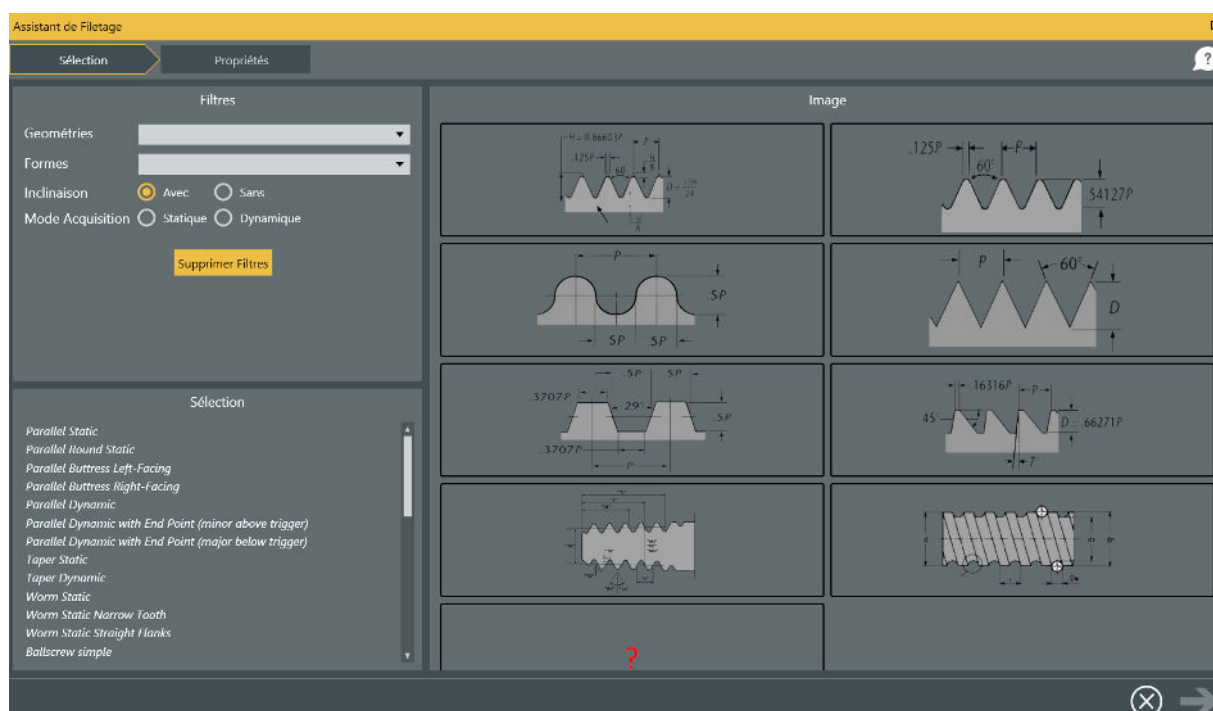 Assistant de Filetage
Sélection
Propriétés
?
Filtres
Geométries
Formes
Inclinaison Avec Sans
Mode Acquisition Statique Dynamique
Supprimer Filtres
Sélection
Parallel Static
Parallel Round Static
Parallel Buttress Left-Facing
Parallel Buttress Right-Facing
Parallel Dynamic
Parallel Dynamic with End Point (minor above trigger)
Parallel Dynamic with End Point (major below trigger)
Taper Static
Taper Dynamic
Worm Static
Worm Static Narrow Tooth
Worm Static Straight Flanks
Ballscrew simple
Image
H = 0.86603P
P
.125P
60
.125P
P
60°
54127P
P
.5P
.5P .5P
P
60°
D
.5P .5P
.3707P
29°
.5P
.3707P
P
16316P
P
45°
D = 66271P
7°
?